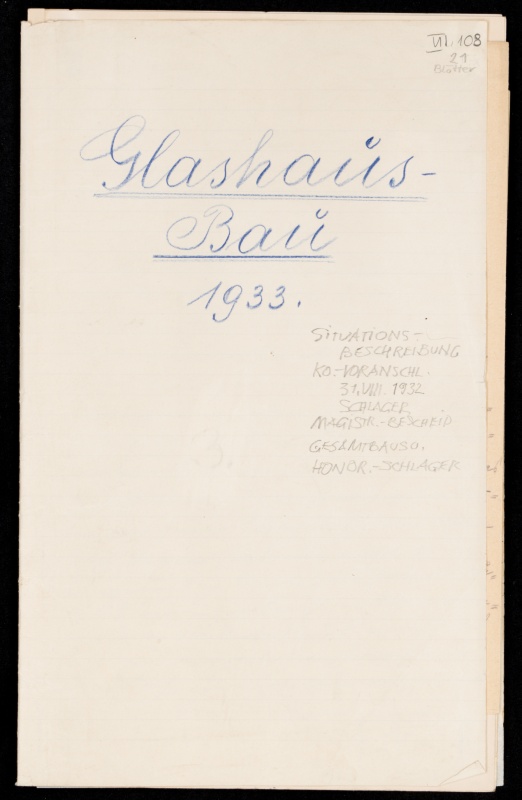 VI. 108
21
Blätter
Glashaus-
Bau
1933.
SITUATIONS-
BESCHREIBUNG
KO.-VORANSCHL.
31.VIII. 1932
SCHLAGER
MAGISTR.-BESCHEID
GESAMTBAUSU.
HONOR.-SCHLAGER